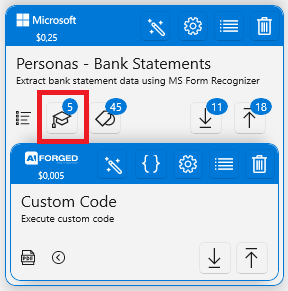 Microsoft
$0,25
Personas - Bank Statements
Extract bank statement data using MS Form Recognizer
5
45
11
18
AI FORGED
$0,005
Custom Code
Execute custom code
PDF